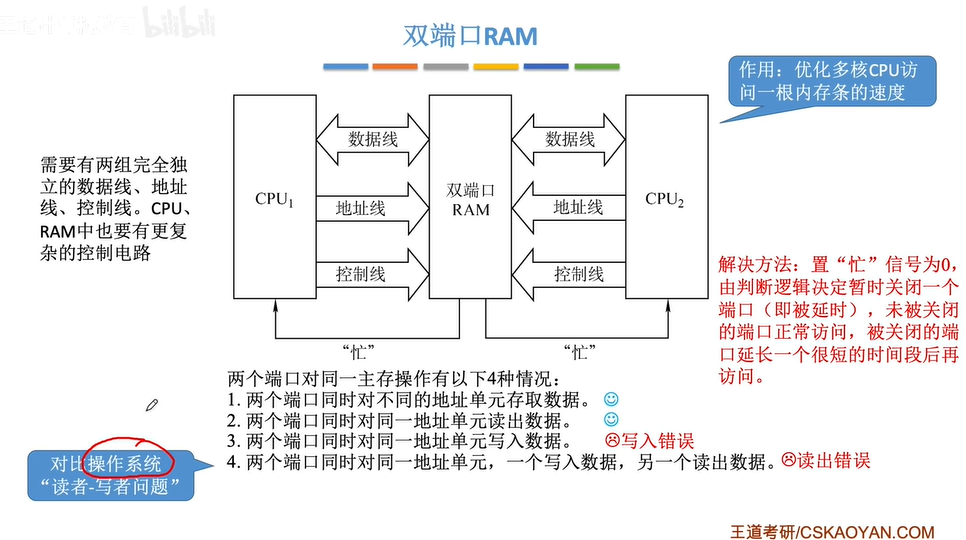 bilibili
双端口RAM
作用：优化多核CPU访
问一根内存条的速度
需要有两组完全独
立的数据线、地址
线、控制线。CPU、
RAM中也要有更复
杂的控制电路
CPU1
数据线
地址线
控制线
双端口
RAM
数据线
地址线
控制线
CPU2
“忙”
“忙”
解决方法：置“忙”信号为0，
由判断逻辑决定暂时关闭一个
端口（即被延时），未被关闭
的端口正常访问，被关闭的端
口延长一个很短的时间段后再
访问。
两个端口对同一主存操作有以下4种情况：
1. 两个端口同时对不同的地址单元存取数据。
2. 两个端口同时对同一地址单元读出数据。
3. 两个端口同时对同一地址单元写入数据。 写入错误
4. 两个端口同时对同一地址单元，一个写入数据，另一个读出数据。 读出错误
对比操作系统
“读者-写者问题”
王道考研/CSKAOYAN.COM